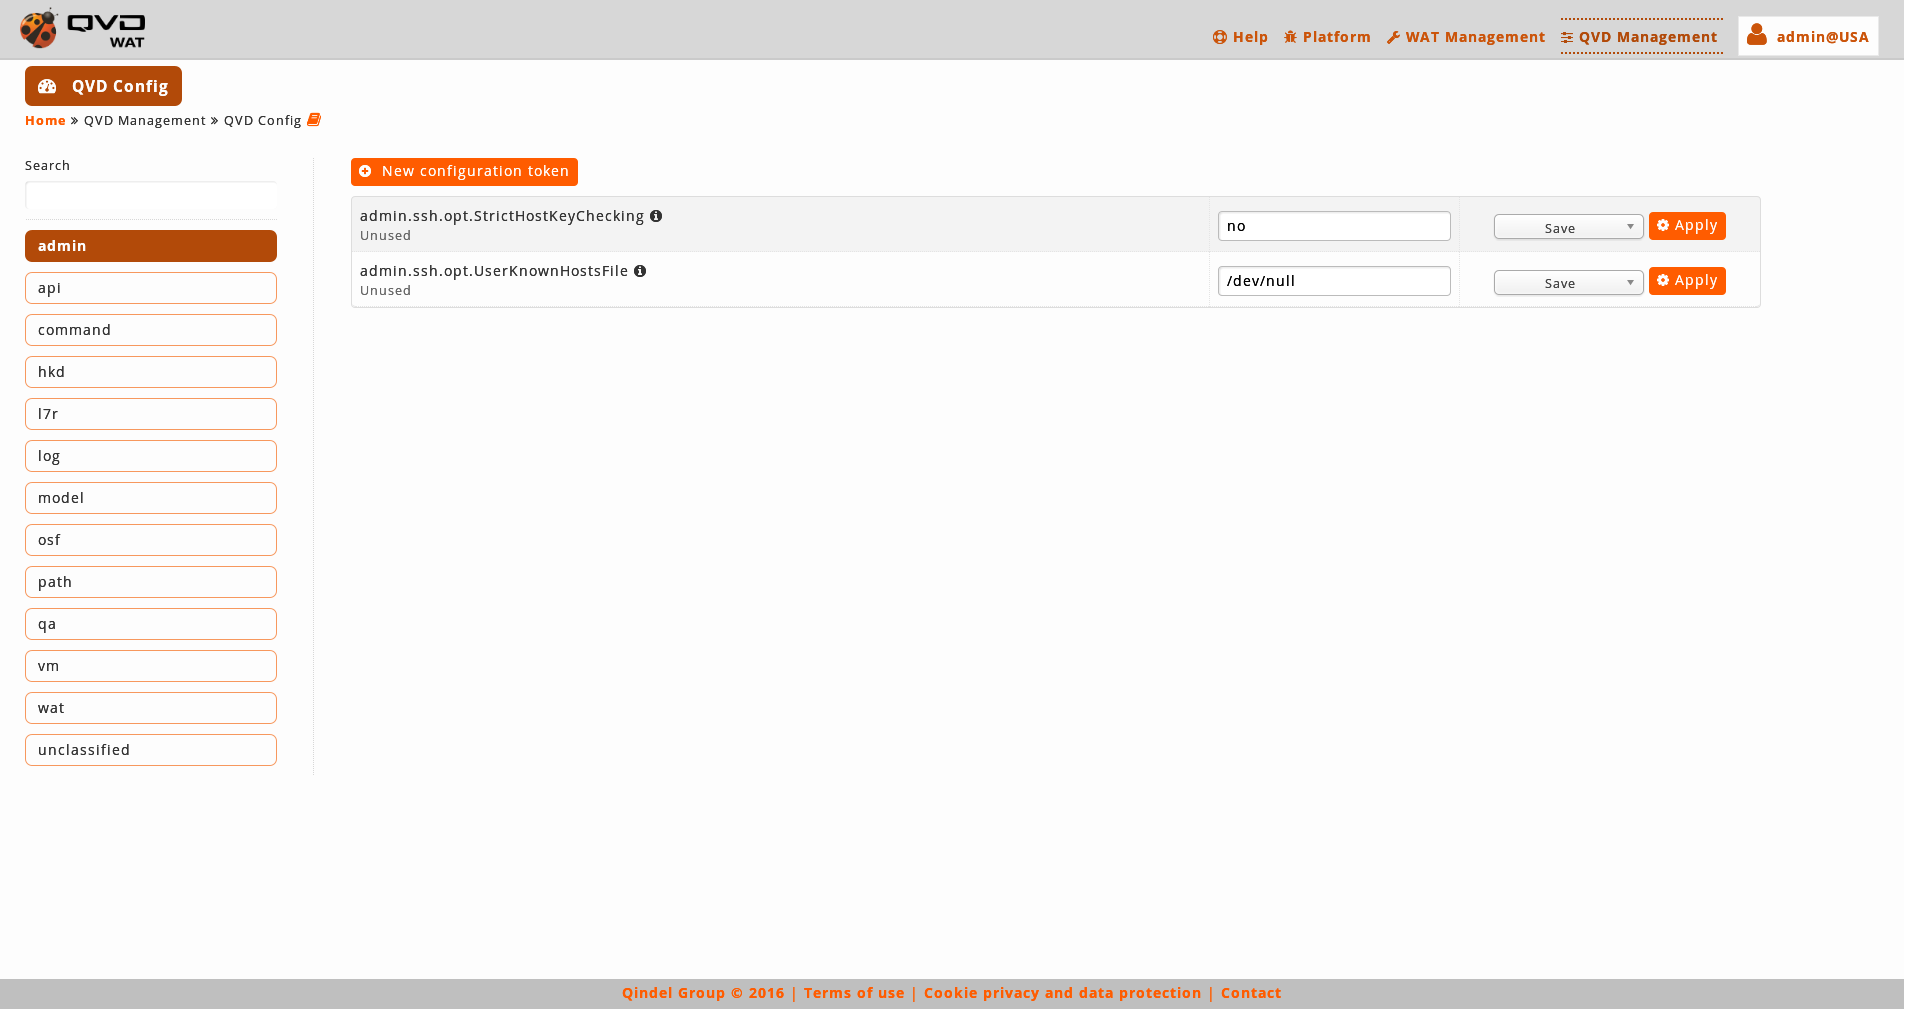 QVD
WAT
Help Platform WAT Management QVD Management admin@USA
QVD Config
Home » QVD Management » QVD Config
Search
New configuration token
admin
api
command
hkd
l7r
log
model
osf
path
qa
vm
wat
unclassified
admin.ssh.opt.StrictHostKeyChecking
Unused
no
Save Apply
admin.ssh.opt.UserKnownHostsFile
Unused
/dev/null
Save Apply
Qindel Group © 2016 | Terms of use | Cookie privacy and data protection | Contact